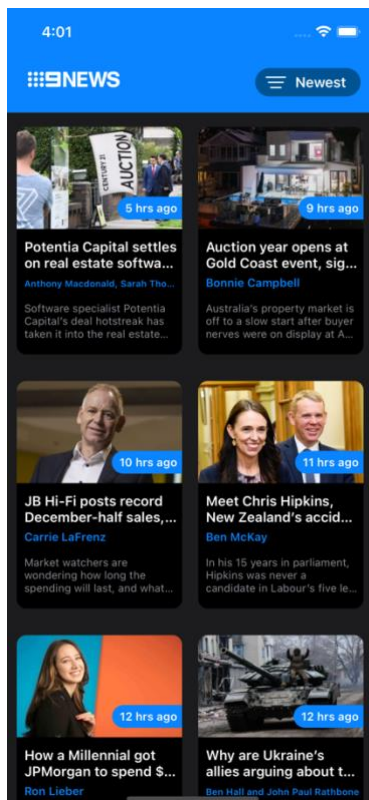 4:01
9NEWS
Newest
CENTURY 21
AUCTION
5 hrs ago
Potentia Capital settles
on real estate softwa...
Anthony Macdonald, Sarah Tho...
Software specialist Potentia
Capital's deal hotstreak has
taken it into the real estate...
9 hrs ago
Auction year opens at
Gold Coast event, sig...
Bonnie Campbell
Australia's property market is
off to a slow start after buyer
nerves were on display at A...
10 hrs ago
JB Hi-Fi posts record
December-half sales,...
Carrie LaFrenz
Market watchers are
wondering how long the
spending will last, and what...
11 hrs ago
Meet Chris Hipkins,
New Zealand's accid...
Ben McKay
In his 15 years in parliament,
Hipkins was never a
candidate in Labour's five le...
12 hrs ago
How a Millennial got
JPMorgan to spend $...
Ron Lieber
12 hrs ago
Why are Ukraine's
allies arguing about t...
Ben Hall and John Paul Rathbone